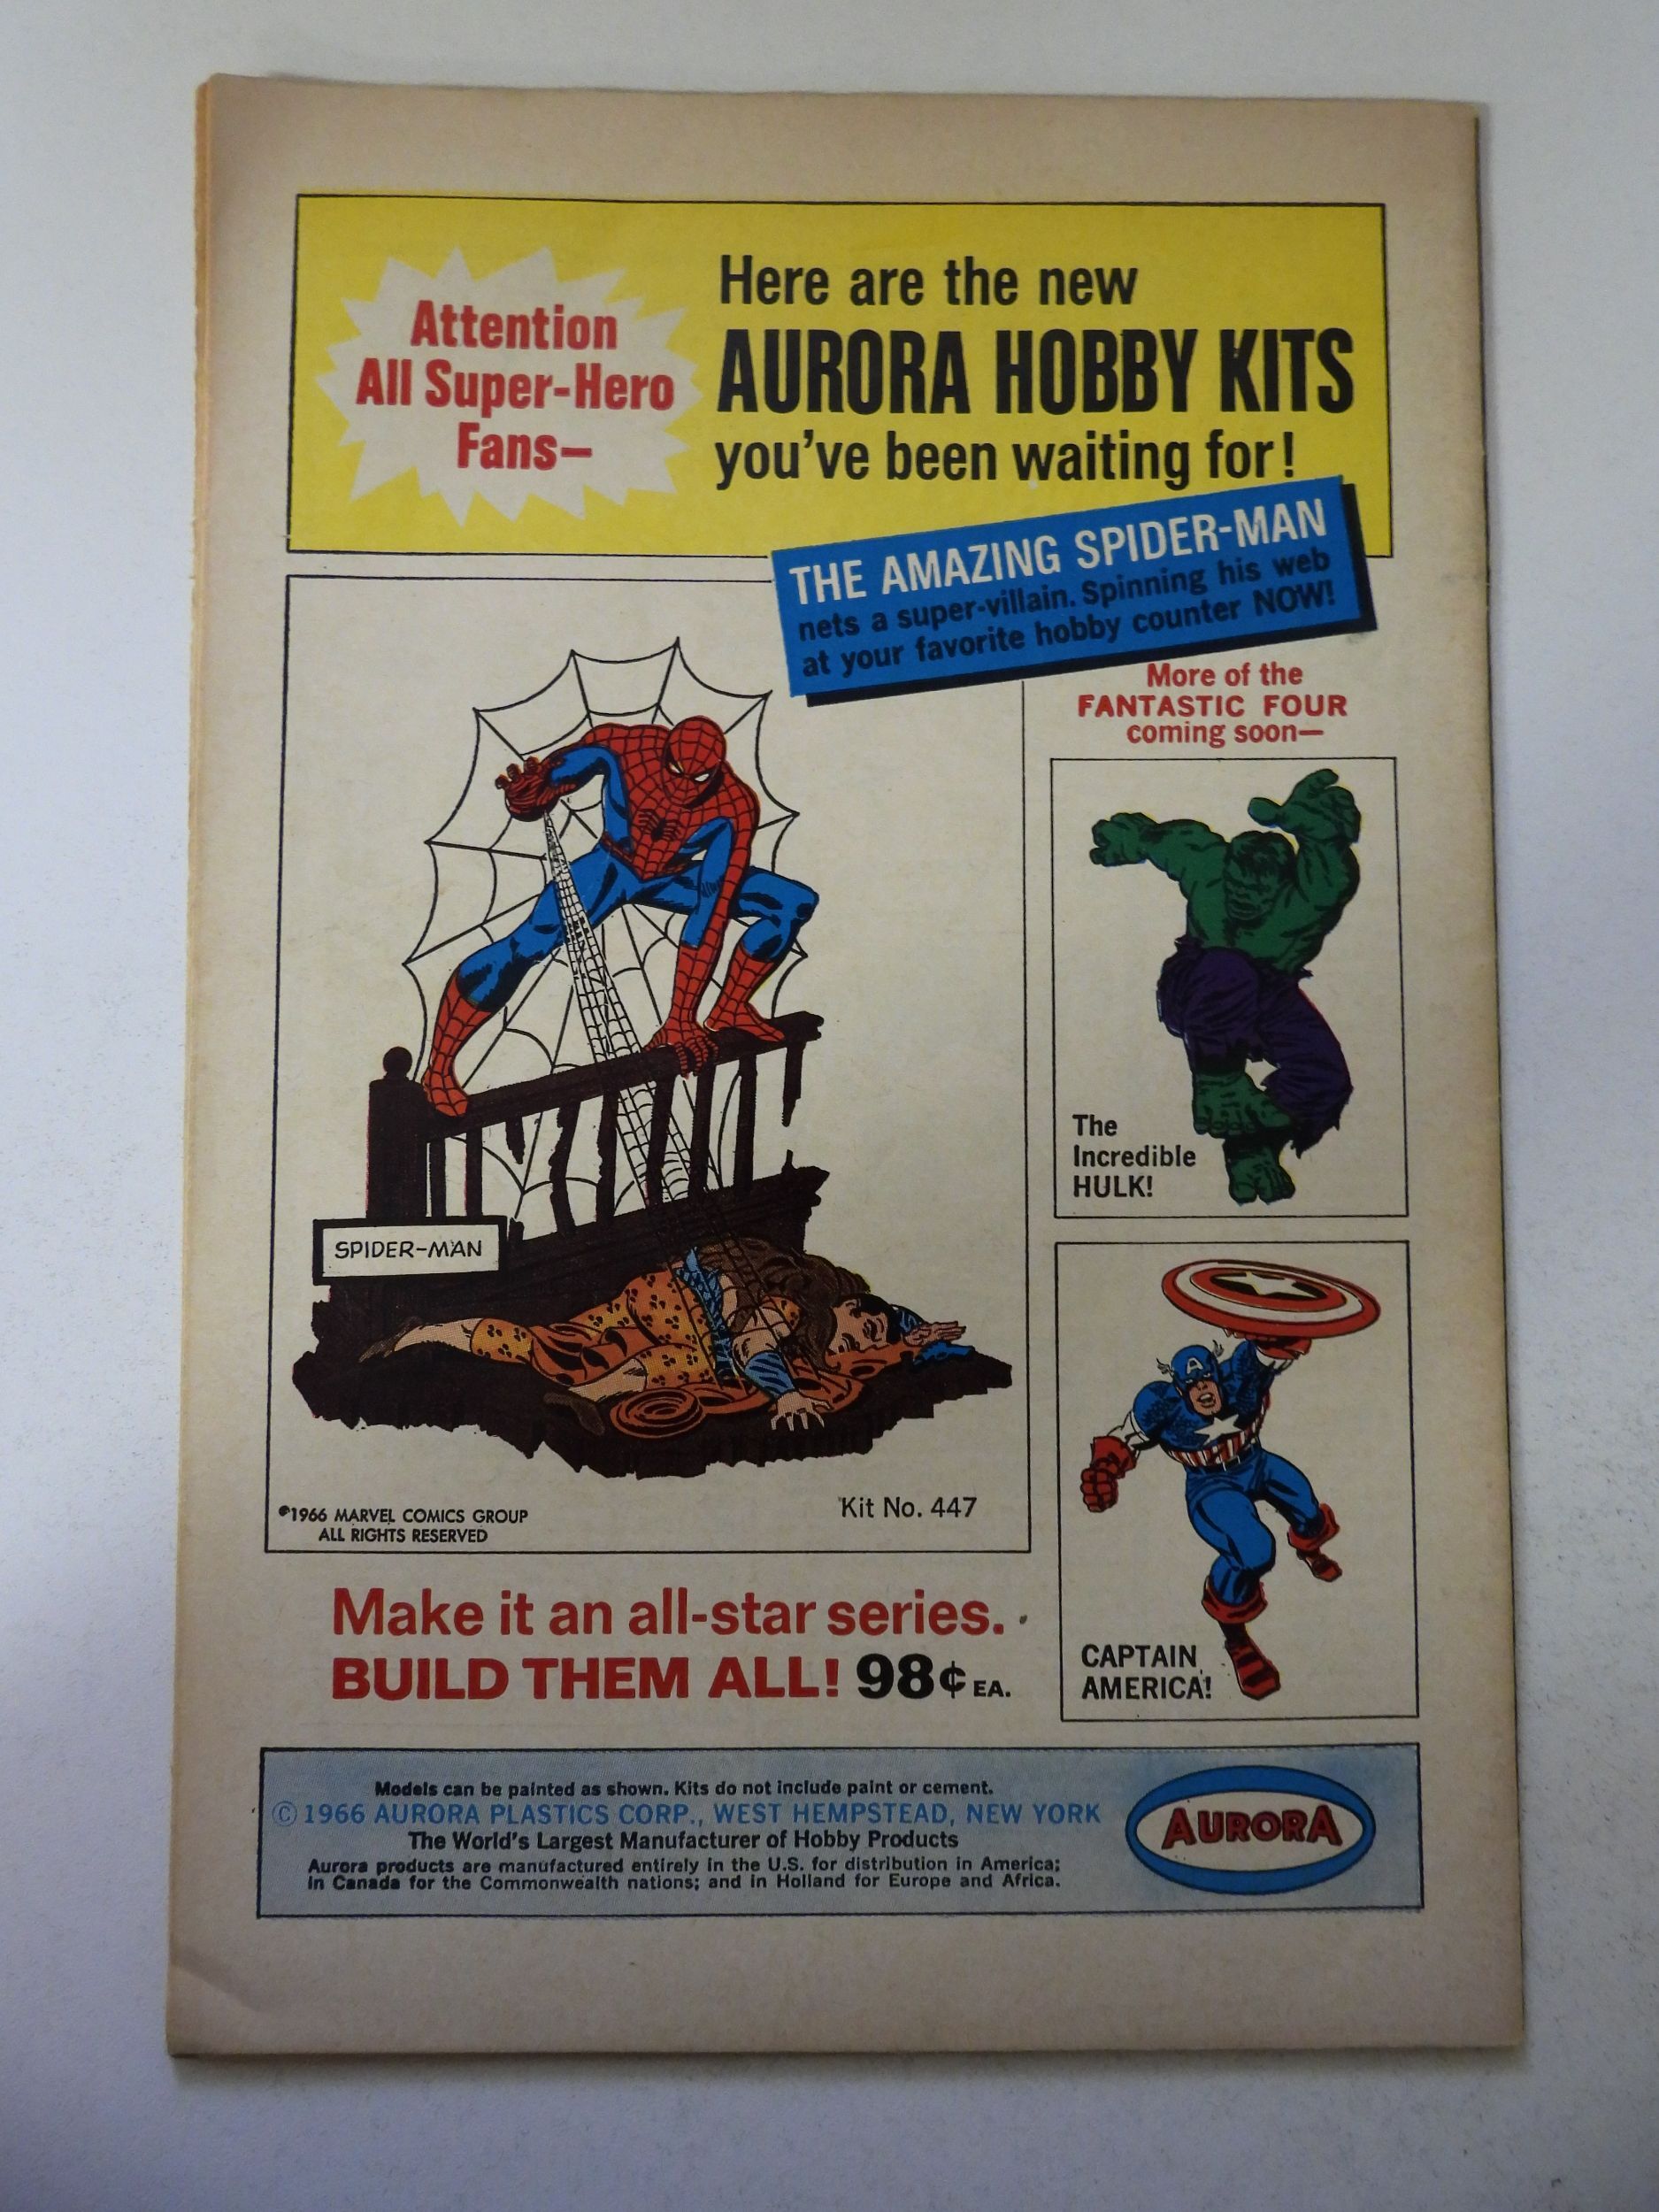 Attention
All Super-Hero
Fans—
Here are the new
AURORA HOBBY KITS
you've been waiting for!
THE AMAZING SPIDER-MAN
nets a super-villain. Spinning his web
at your favorite hobby counter NOW!
More of the
FANTASTIC FOUR
coming soon—
The
Incredible
HULK!
SPIDER-MAN
A
©1966 MARVEL COMICS GROUP
ALL RIGHTS RESERVED
Kit No. 447
CAPTAIN
AMERICA!
Make it an all-star series.
BUILD THEM ALL! 98¢ EA.
Models can be painted as shown. Kits do not include paint or cement.
© 1966 AURORA PLASTICS CORP., WEST HEMPSTEAD, NEW YORK
The World's Largest Manufacturer of Hobby Products
Aurora products are manufactured entirely in the U.S. for distribution in America;
in Canada for the Commonwealth nations; and in Holland for Europe and Africa.
AURORA